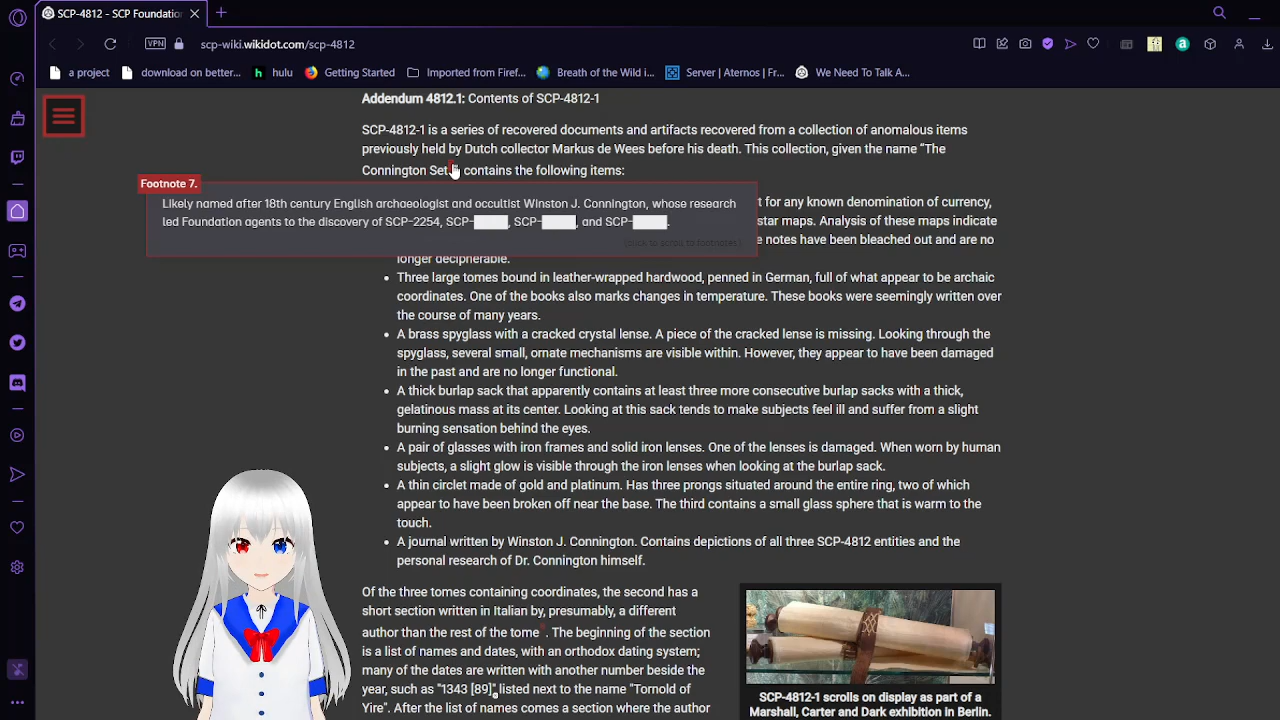 SCP-4812 - SCP Foundation
VPN
scp-wiki.wikidot.com/scp-4812
a project
download on better...
hulu
Getting Started
Imported from Firef...
Breath of the Wild i...
Server | Aternos | Fr...
We Need To Talk A...
Addendum 4812.1: Contents of SCP-4812-1
SCP-4812-1 is a series of recovered documents and artifacts recovered from a collection of anomalous items
previously held by Dutch collector Markus de Wees before his death. This collection, given the name “The
Connington Set contains the following items:
Footnote 7.
Likely named after 18th century English archaeologist and occultist Winston J. Connington, whose research
led Foundation agents to the discovery of SCP-2254, SCP-, SCP-, and SCP-.
(click to scroll to footnotes)
t for any known denomination of currency,
star maps. Analysis of these maps indicate
e notes have been bleached out and are no
longer decipherable.
Three large tomes bound in leather-wrapped hardwood, penned in German, full of what appear to be archaic
coordinates. One of the books also marks changes in temperature. These books were seemingly written over
the course of many years.
A brass spyglass with a cracked crystal lense. A piece of the cracked lense is missing. Looking through the
spyglass, several small, ornate mechanisms are visible within. However, they appear to have been damaged
in the past and are no longer functional.
A thick burlap sack that apparently contains at least three more consecutive burlap sacks with a thick,
gelatinous mass at its center. Looking at this sack tends to make subjects feel ill and suffer from a slight
burning sensation behind the eyes.
A pair of glasses with iron frames and solid iron lenses. One of the lenses is damaged. When worn by human
subjects, a slight glow is visible through the iron lenses when looking at the burlap sack.
A thin circlet made of gold and platinum. Has three prongs situated around the entire ring, two of which
appear to have been broken off near the base. The third contains a small glass sphere that is warm to the
touch.
A journal written by Winston J. Connington. Contains depictions of all three SCP-4812 entities and the
personal research of Dr. Connington himself.
Of the three tomes containing coordinates, the second has a
short section written in Italian by, presumably, a different
author than the rest of the tome . The beginning of the section
is a list of names and dates, with an orthodox dating system;
many of the dates are written with another number beside the
year, such as "1343 [89]", listed next to the name "Tornold of
Yire". After the list of names comes a section where the author
SCP-4812-1 scrolls on display as part of a
Marshall, Carter and Dark exhibition in Berlin.